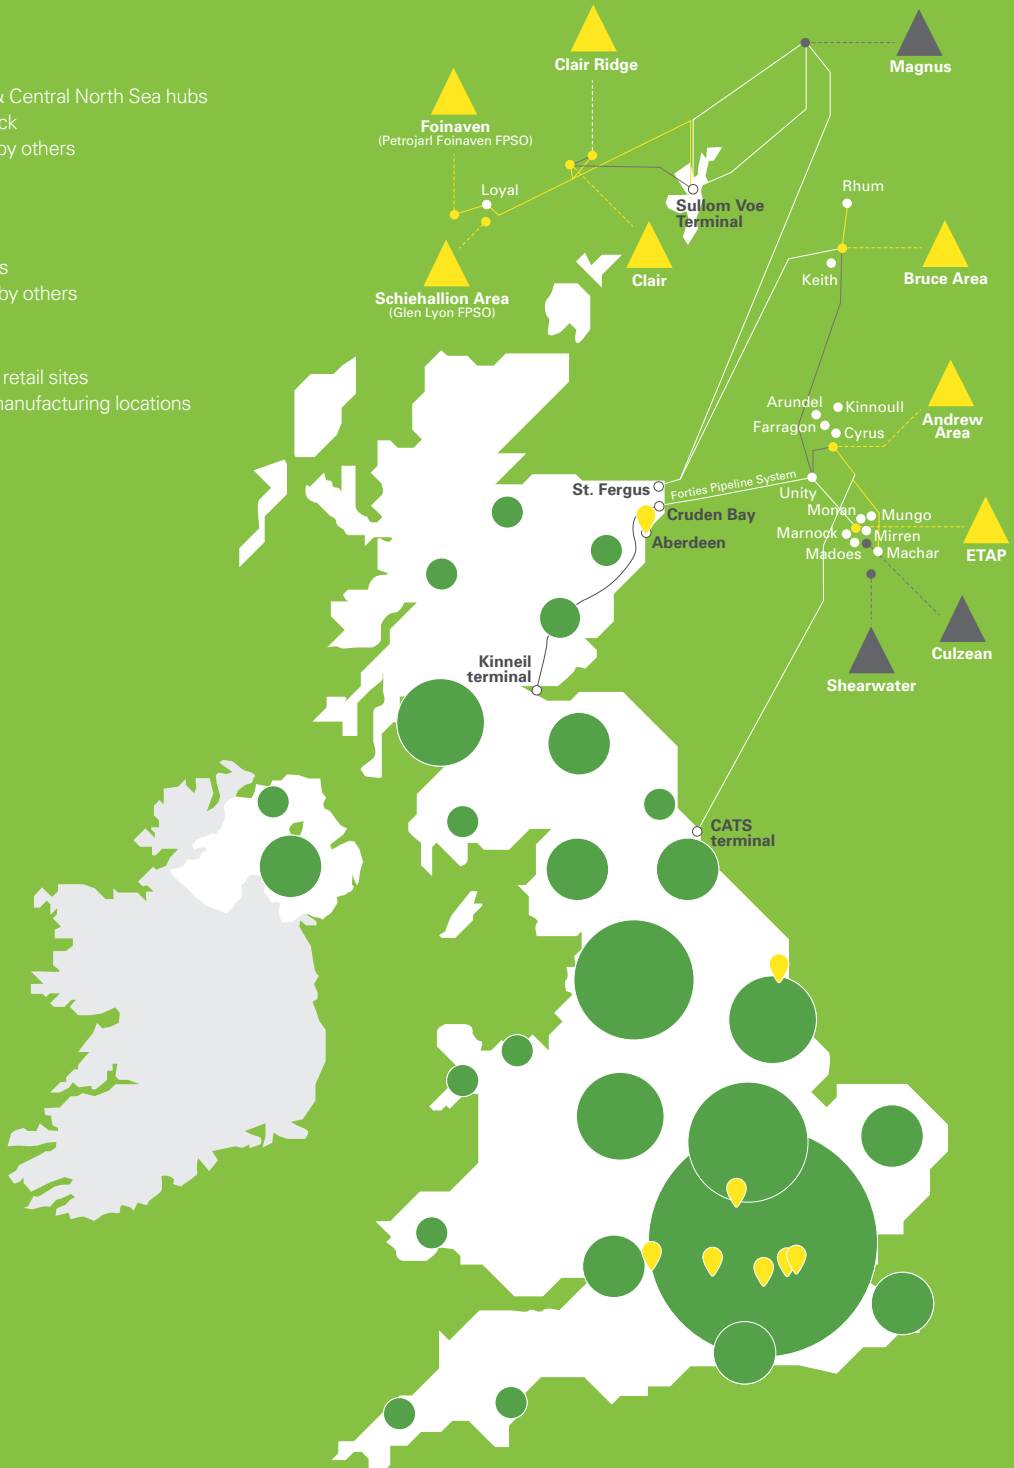 & Central North Sea hubs
ck
by others
s
by others
retail sites
manufacturing locations
Clair Ridge
Magnus
Foinaven
(Petrojarl Foinaven FPSO)
Loyal
Rhum
Sullom Voe
Terminal
Keith
Bruce Area
Clair
Schiehallion Area
(Glen Lyon FPSO)
Arundel
Kinnoull
Farragon
Cyrus
Andrew
Area
St. Fergus
Forties Pipeline System
Unity
Cruden Bay
Monan
Mungo
Aberdeen
Marnock
Mirren
Madoes
Machar
ETAP
Culzean
Shearwater
Kinneil
terminal
CATS
terminal